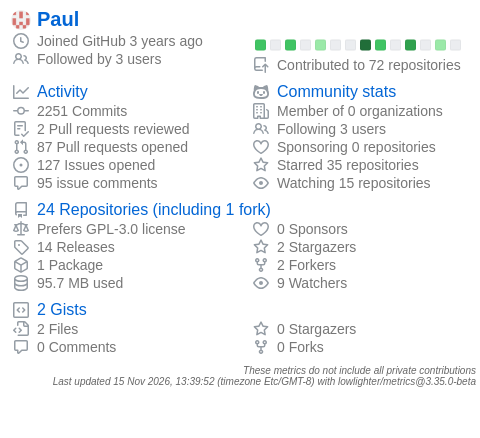 Paul
Joined GitHub 3 years ago
Followed by 3 users
Contributed to 72 repositories
Activity
2251 Commits
2 Pull requests reviewed
87 Pull requests opened
127 Issues opened
95 issue comments
Community stats
Member of 0 organizations
Following 3 users
Sponsoring 0 repositories
Starred 35 repositories
Watching 15 repositories
24 Repositories (including 1 fork)
Prefers GPL-3.0 license
14 Releases
1 Package
95.7 MB used
0 Sponsors
2 Stargazers
2 Forkers
9 Watchers
2 Gists
2 Files
0 Comments
0 Stargazers
0 Forks
These metrics do not include all private contributions
Last updated 15 Nov 2026, 13:39:52 (timezone Etc/GMT-8) with lowlighter/metrics@3.35.0-beta